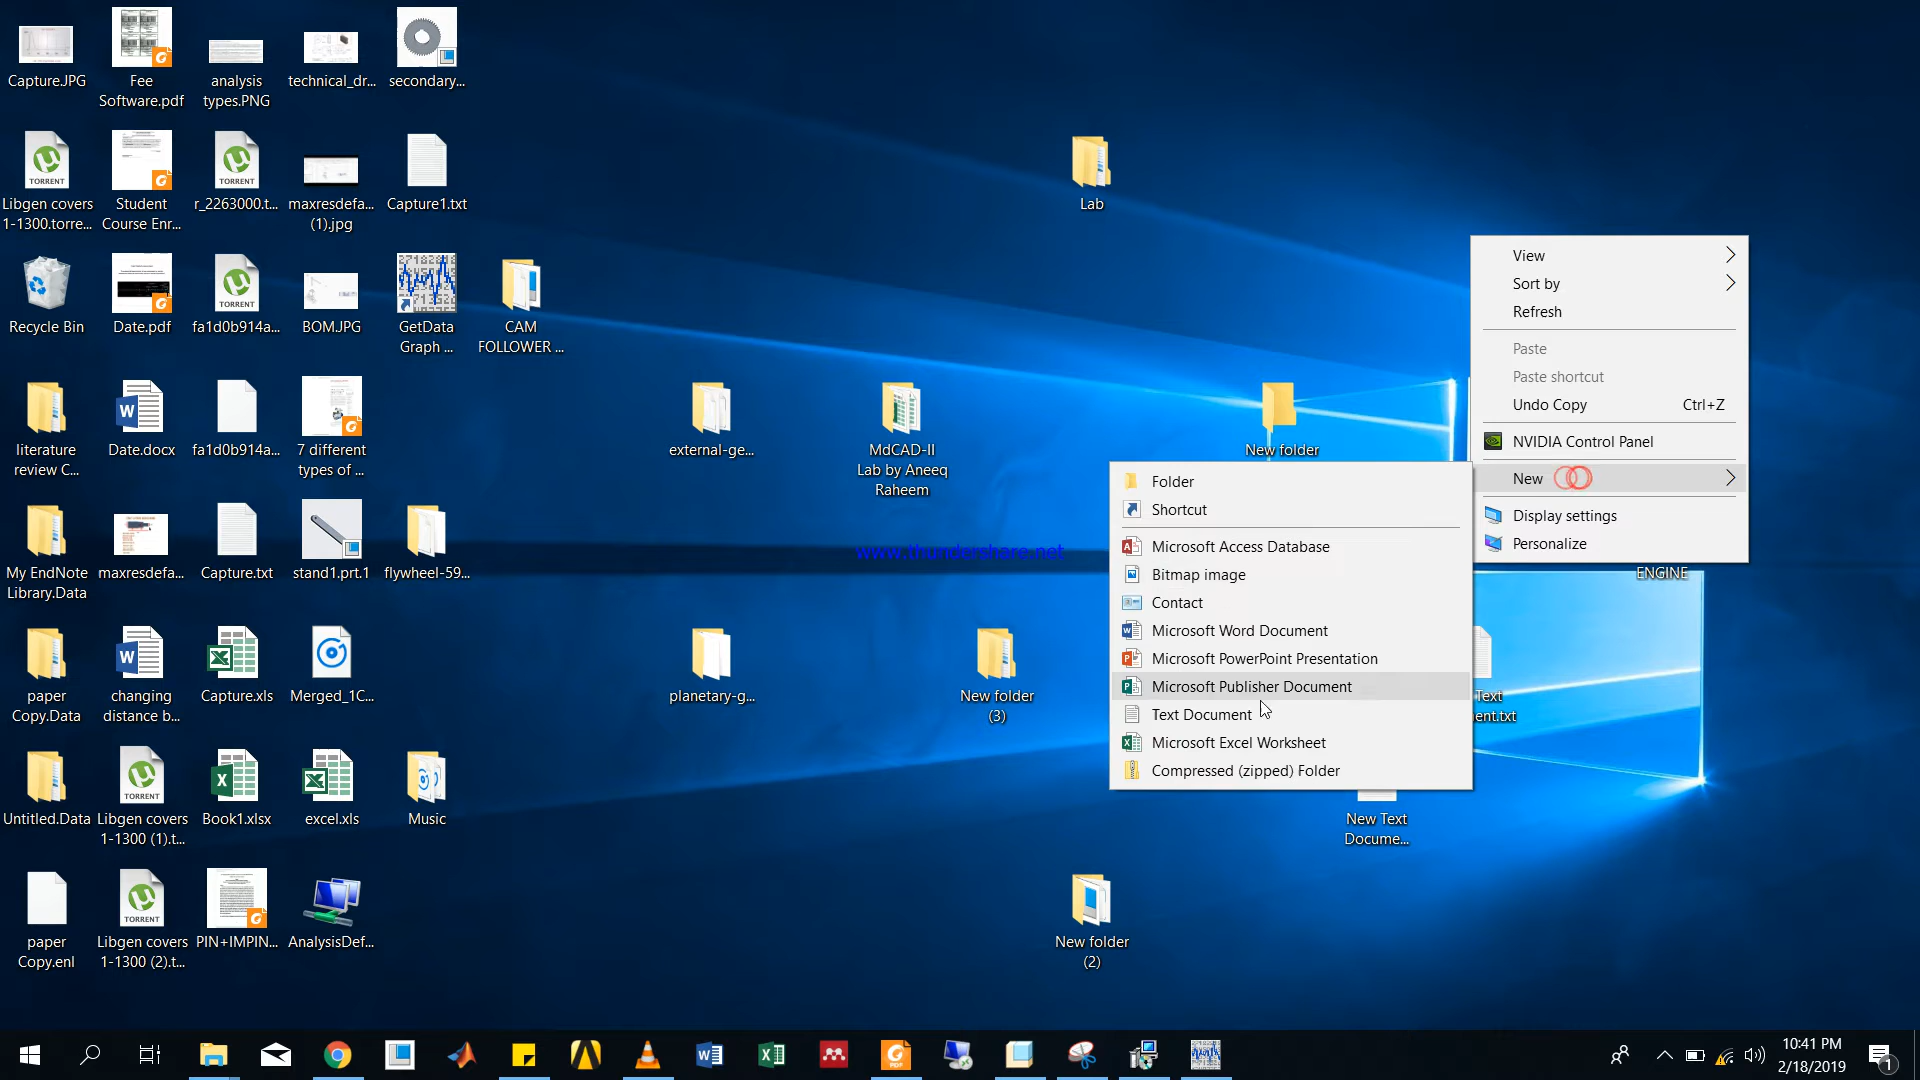 Capture.JPG
Fee
Software.pdf
analysis
types.PNG
technical_dr...
secondary...
TORRENT
Libgen covers
1-1300.torre...
Student
Course Enr...
TORRENT
r_2263000.t...
maxresdefa...
(1).jpg
Capture1.txt
Lab
Recycle Bin
Date.pdf
TORRENT
fa1d0b914a...
BOM.JPG
GetData
Graph ...
CAM
FOLLOWER ...
literature
review C...
Date.docx
fa1d0b914a...
7 different
types of ...
external-ge...
MdCAD-II
Lab by Aneeq
Raheem
New folder
My EndNote
Library.Data
maxresdefa...
Capture.txt
stand1.prt.1
flywheel-59...
www.thundershare.net
ENGINE
paper
Copy.Data
changing
distance b...
Capture.xls
Merged_1C...
planetary-g...
New folder
(3)
Text
ent.txt
Untitled.Data
TORRENT
Libgen covers
1-1300 (1).t...
Book1.xlsx
excel.xls
Music
New Text
Docume...
paper
Copy.enl
TORRENT
Libgen covers
1-1300 (2).t...
PIN+IMPIN...
AnalysisDef...
New folder
(2)
View
Sort by
Refresh
Paste
Paste shortcut
Undo Copy Ctrl+Z
NVIDIA Control Panel
New
Display settings
Personalize
Folder
Shortcut
Microsoft Access Database
Bitmap image
Contact
Microsoft Word Document
Microsoft PowerPoint Presentation
Microsoft Publisher Document
Text Document
Microsoft Excel Worksheet
Compressed (zipped) Folder
10:41 PM
2/18/2019
1